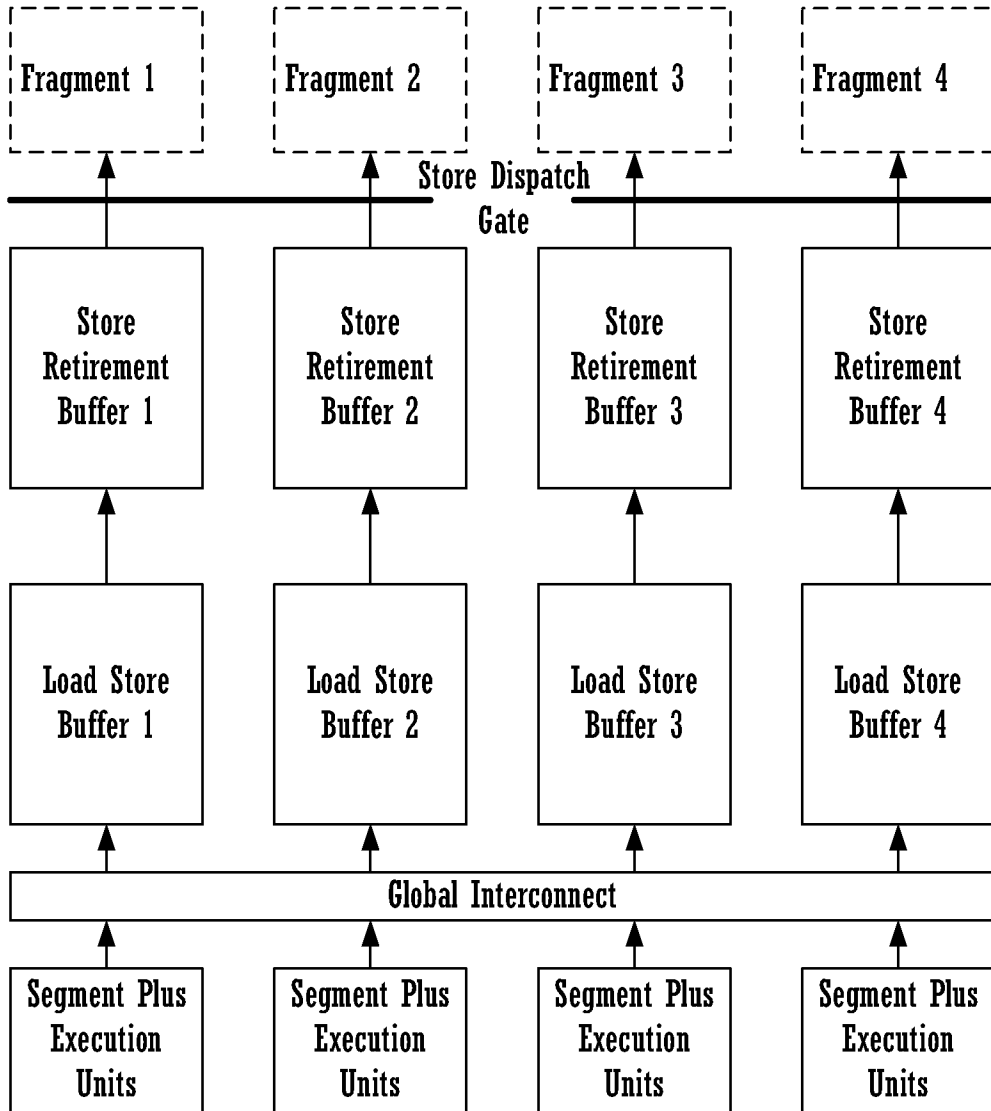 Fragment 1
Fragment 2
Fragment 3
Fragment 4
Store Dispatch
Gate
Store
Retirement
Buffer 1
Store
Retirement
Buffer 2
Store
Retirement
Buffer 3
Store
Retirement
Buffer 4
Load Store
Buffer 1
Load Store
Buffer 2
Load Store
Buffer 3
Load Store
Buffer 4
Global Interconnect
Segment Plus
Execution
Units
Segment Plus
Execution
Units
Segment Plus
Execution
Units
Segment Plus
Execution
Units